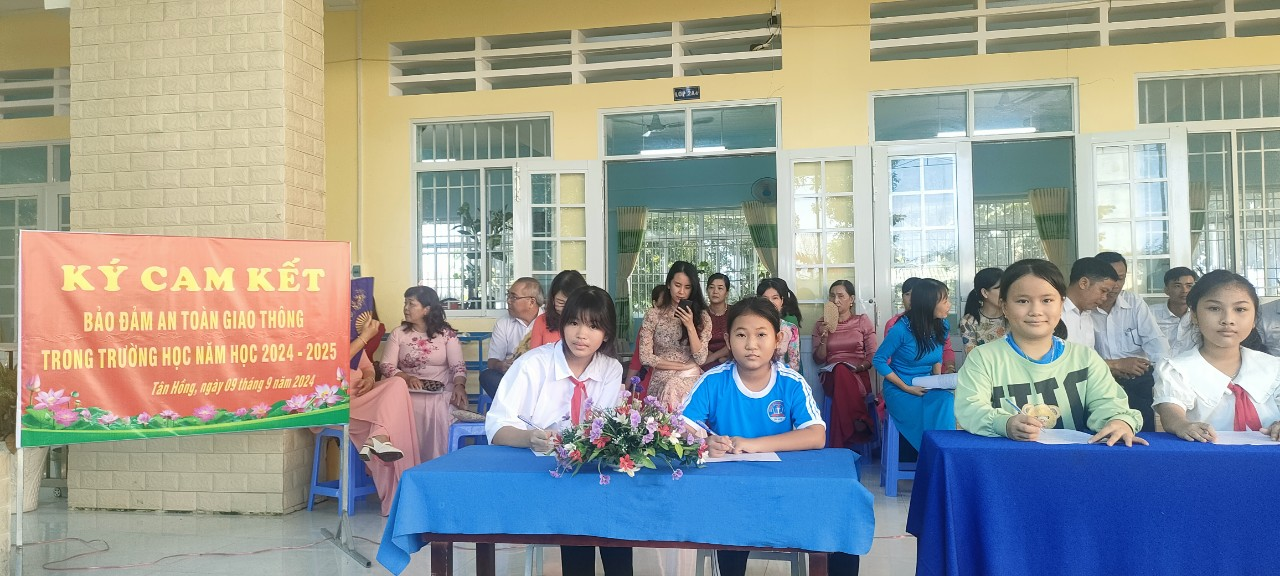 KÝ CAM KẾT
BẢO ĐẢM AN TOÀN GIAO THÔNG
TRONG TRƯỜNG HỌC NĂM HỌC 2024 - 2025
Tân Hồng, ngày 09 tháng 9 năm 2024